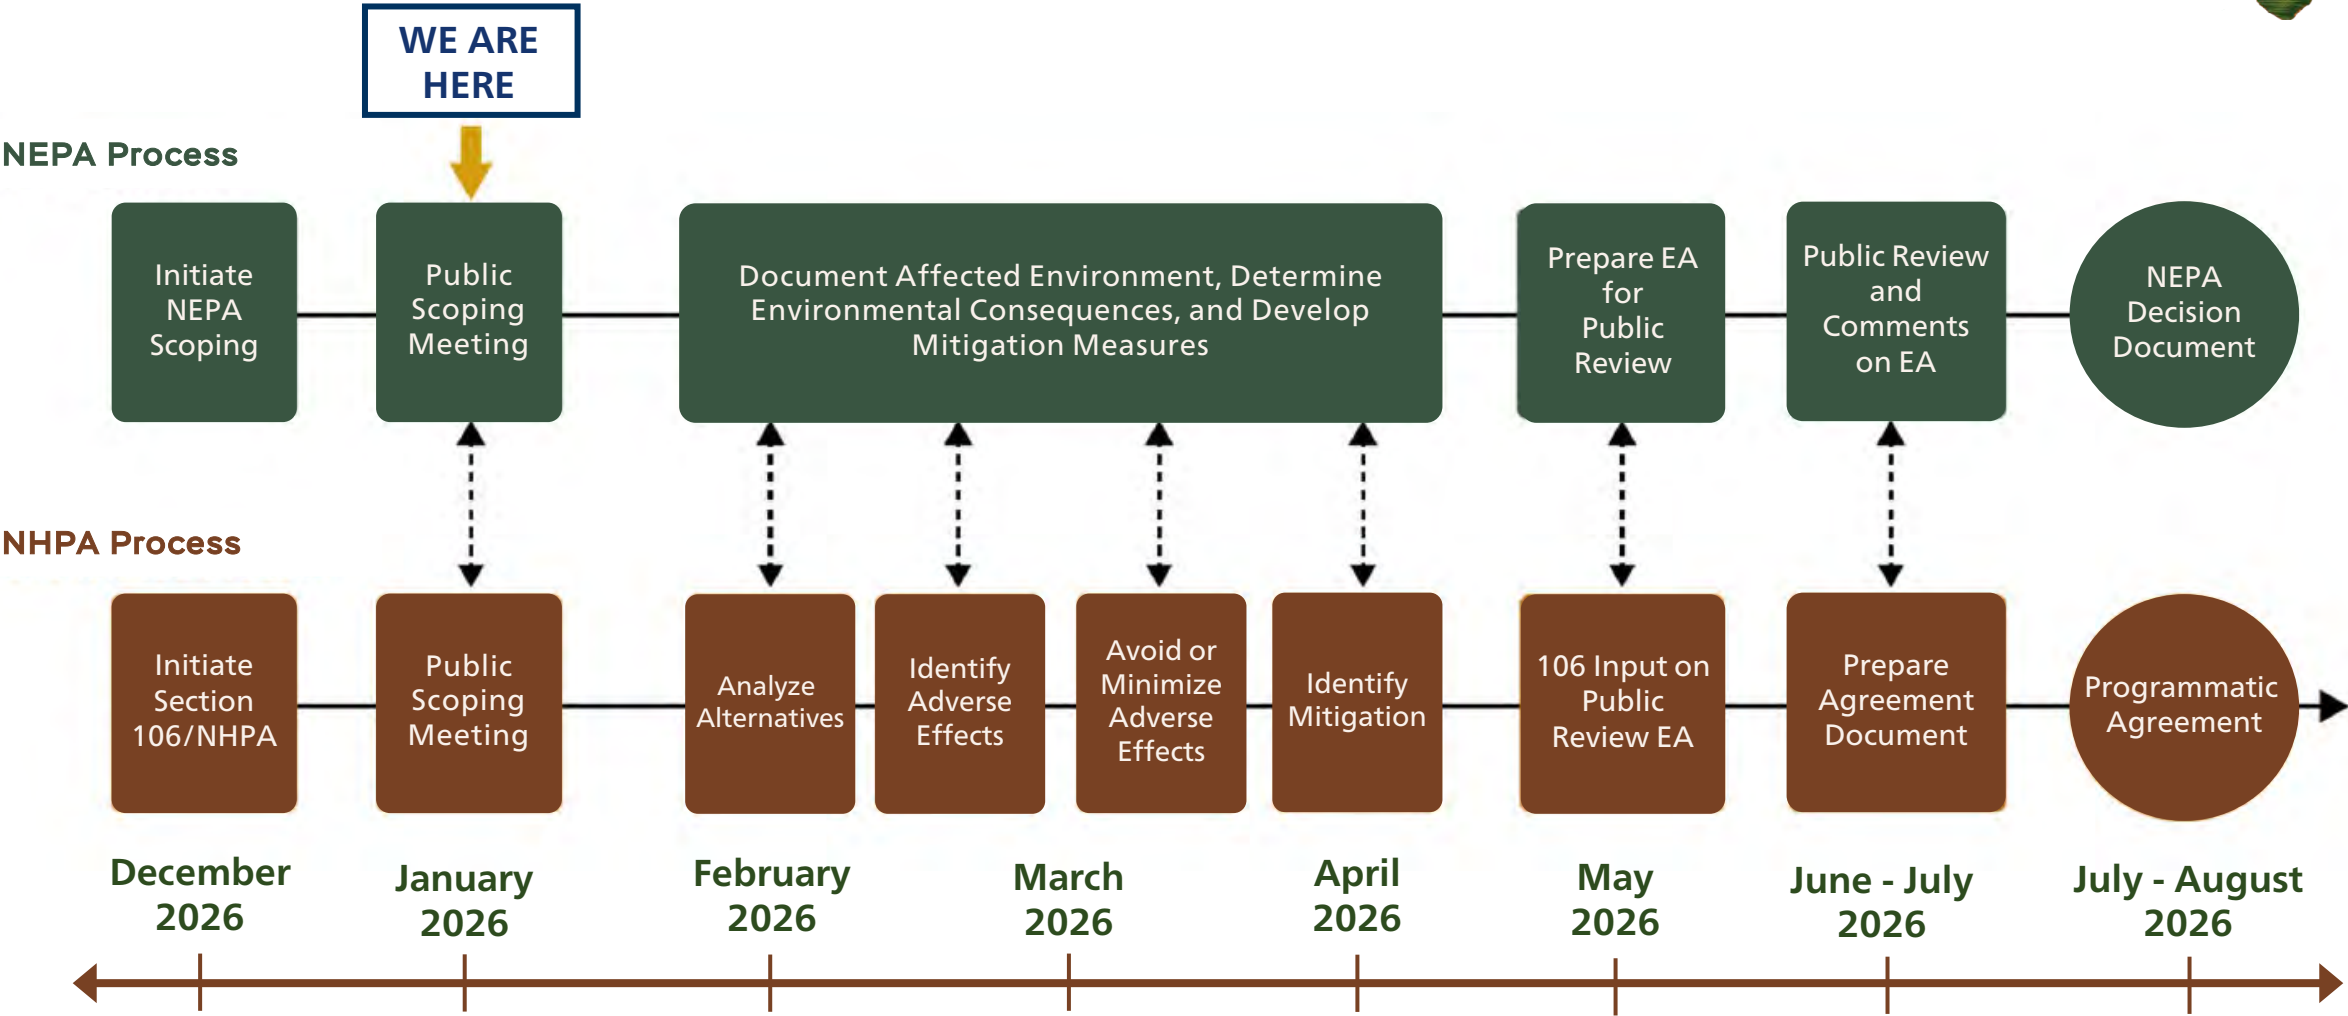 WE ARE
HERE
NEPA Process
Initiate
NEPA
Scoping
Public
Scoping
Meeting
Document Affected Environment, Determine
Environmental Consequences, and Develop
Mitigation Measures
Prepare EA
for
Public
Review
Public Review
and
Comments
on EA
NEPA
Decision
Document
NHPA Process
Initiate
Section
106/NHPA
Public
Scoping
Meeting
Analyze
Alternatives
Identify
Adverse
Effects
Avoid or
Minimize
Adverse
Effects
Identify
Mitigation
106 Input on
Public
Review EA
Prepare
Agreement
Document
Programmatic
Agreement
December
2026
January
2026
February
2026
March
2026
April
2026
May
2026
June - July
2026
July - August
2026